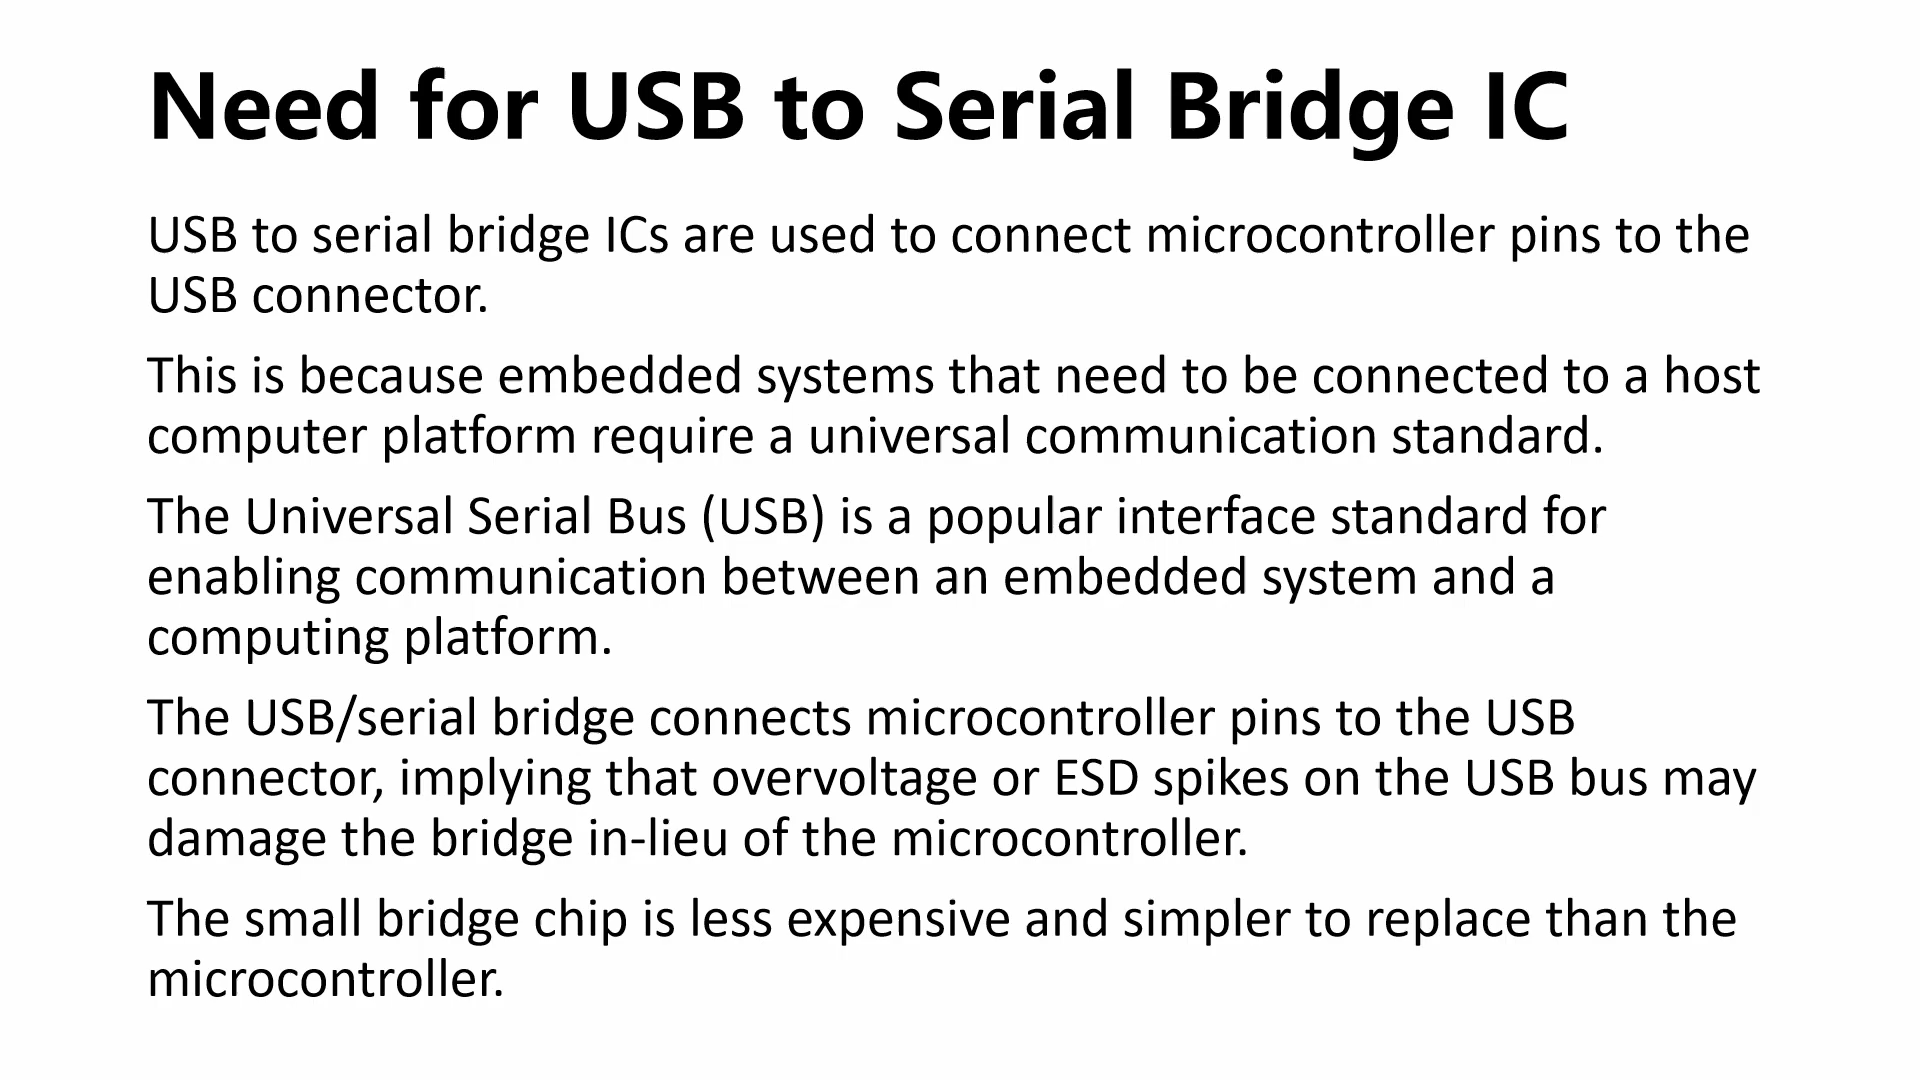 Need for USB to Serial Bridge IC
USB to serial bridge ICs are used to connect microcontroller pins to the
USB connector.
This is because embedded systems that need to be connected to a host
computer platform require a universal communication standard.
The Universal Serial Bus (USB) is a popular interface standard for
enabling communication between an embedded system and a
computing platform.
The USB/serial bridge connects microcontroller pins to the USB
connector, implying that overvoltage or ESD spikes on the USB bus may
damage the bridge in-lieu of the microcontroller.
The small bridge chip is less expensive and simpler to replace than the
microcontroller.